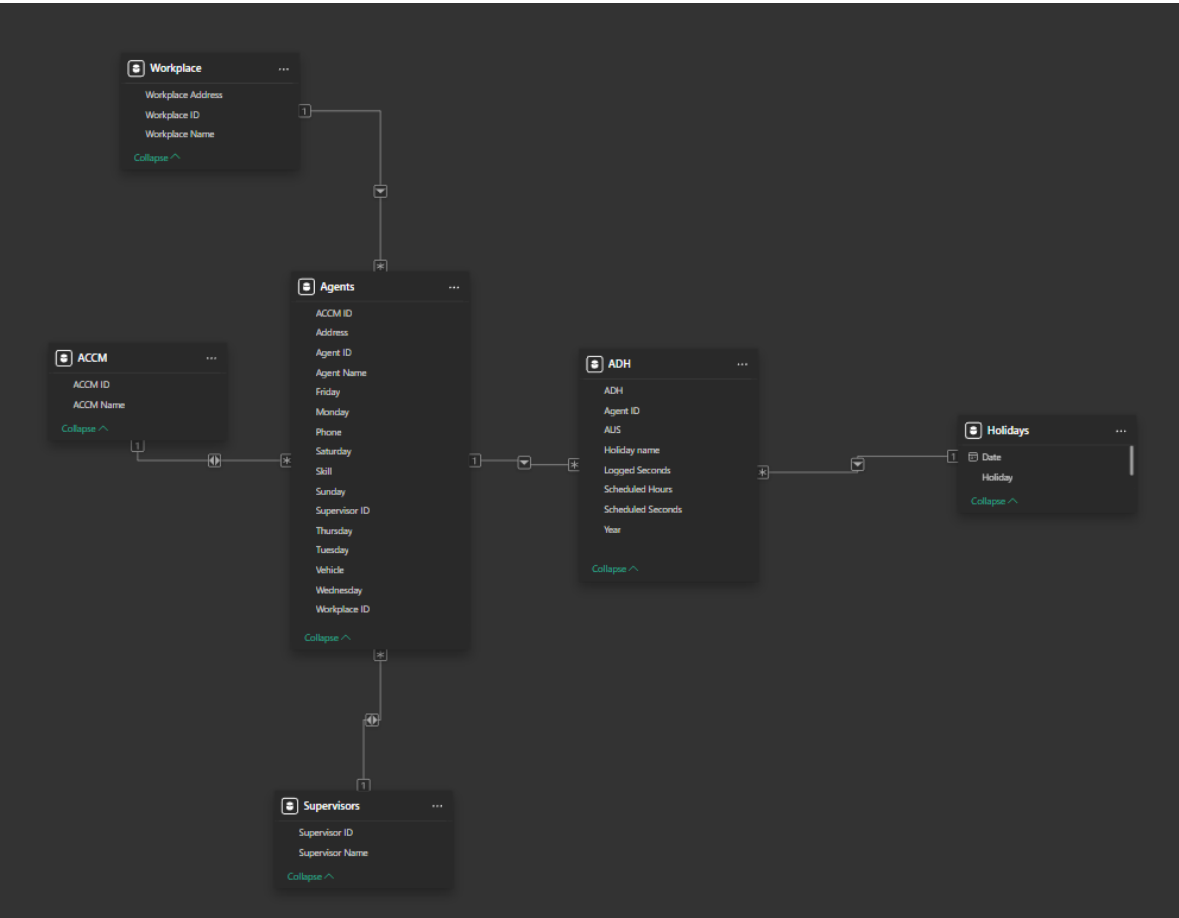 Workplace
Workplace Address
Workplace ID
Workplace Name
Collapse
1
*
Agents
ACCM ID
Address
Agent ID
Agent Name
Friday
Monday
Phone
Saturday
Skill
Sunday
Supervisor ID
Thursday
Tuesday
Vehicle
Wednesday
Workplace ID
Collapse
ACCM
ACCM ID
ACCM Name
Collapse
1
*
1
*
ADH
ADH
Agent ID
AUS
Holiday name
Logged Seconds
Scheduled Hours
Scheduled Seconds
Year
Collapse
*
1
Holidays
Date
Holiday
Collapse
*
1
Supervisors
Supervisor ID
Supervisor Name
Collapse